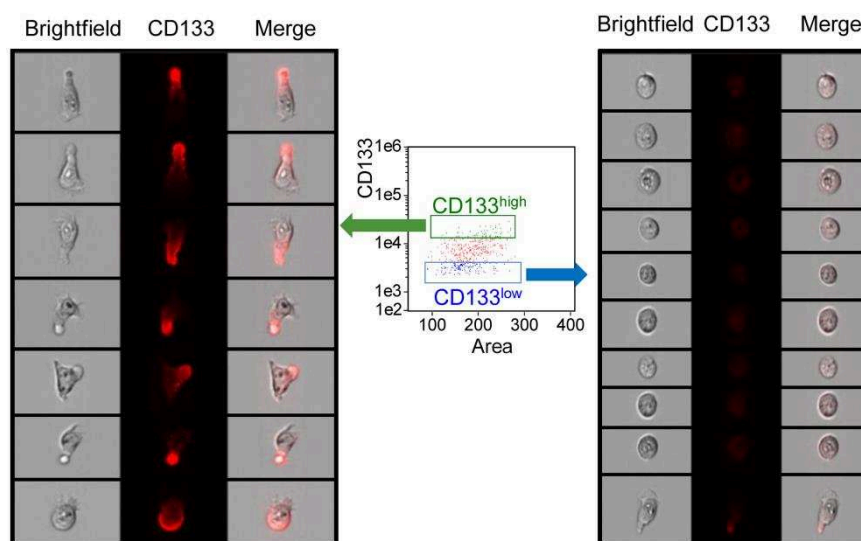 Brightfield CD133 Merge
Brightfield CD133 Merge
CD133
1e6
1e5
1e4
1e3
1e2
CD133high
CD133low
100 200 300 400
Area